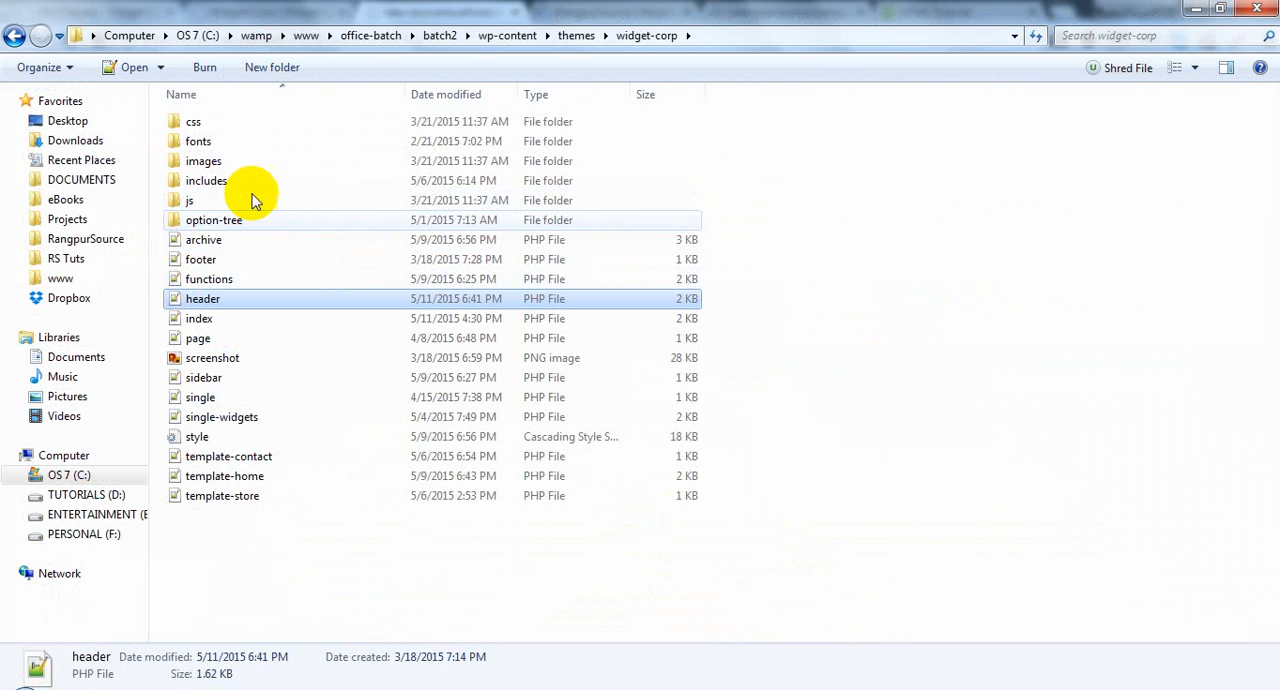 Computer OS 7 (C:) wamp www office-batch batch2 wp-content themes widget-corp Search widget-corp
Organize Open Burn New folder Shred File
Name Date modified Type Size
Favorites
Desktop
Downloads
Recent Places
DOCUMENTS
eBooks
Projects
RangpurSource
RS Tuts
www
Dropbox
Libraries
Documents
Music
Pictures
Videos
Computer
OS 7 (C:)
TUTORIALS (D:)
ENTERTAINMENT (E
PERSONAL (F:)
Network
css 3/21/2015 11:37 AM File folder
fonts 2/21/2015 7:02 PM File folder
images 3/21/2015 11:37 AM File folder
includes 5/6/2015 6:14 PM File folder
js 3/21/2015 11:37 AM File folder
option-tree 5/1/2015 7:13 AM File folder
archive 5/9/2015 6:56 PM PHP File 3 KB
footer 3/18/2015 7:28 PM PHP File 1 KB
functions 5/9/2015 6:25 PM PHP File 2 KB
header 5/11/2015 6:41 PM PHP File 2 KB
index 5/11/2015 4:30 PM PHP File 2 KB
page 4/8/2015 6:48 PM PHP File 1 KB
screenshot 3/18/2015 6:59 PM PNG image 28 KB
sidebar 5/9/2015 6:27 PM PHP File 1 KB
single 4/15/2015 7:38 PM PHP File 1 KB
single-widgets 5/4/2015 7:49 PM PHP File 2 KB
style 5/9/2015 6:56 PM Cascading Style S... 18 KB
template-contact 5/6/2015 6:54 PM PHP File 1 KB
template-home 5/9/2015 6:43 PM PHP File 2 KB
template-store 5/6/2015 2:53 PM PHP File 1 KB
header Date modified: 5/11/2015 6:41 PM Date created: 3/18/2015 7:14 PM
PHP File Size: 1.62 KB